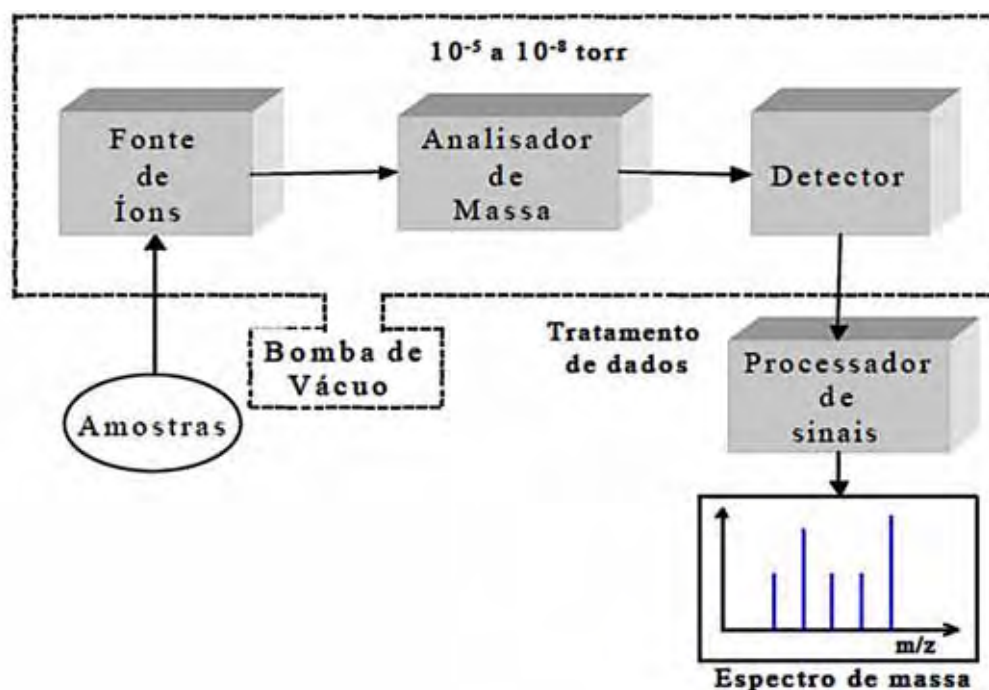 10⁻⁵ a 10⁻⁸ torr
Fonte
de
Íons
Analisador
de
Massa
Detector
Bomba de
Vácuo
Amostras
Tratamento
de dados
Processador
de
sinais
m/z
Espectro de massa